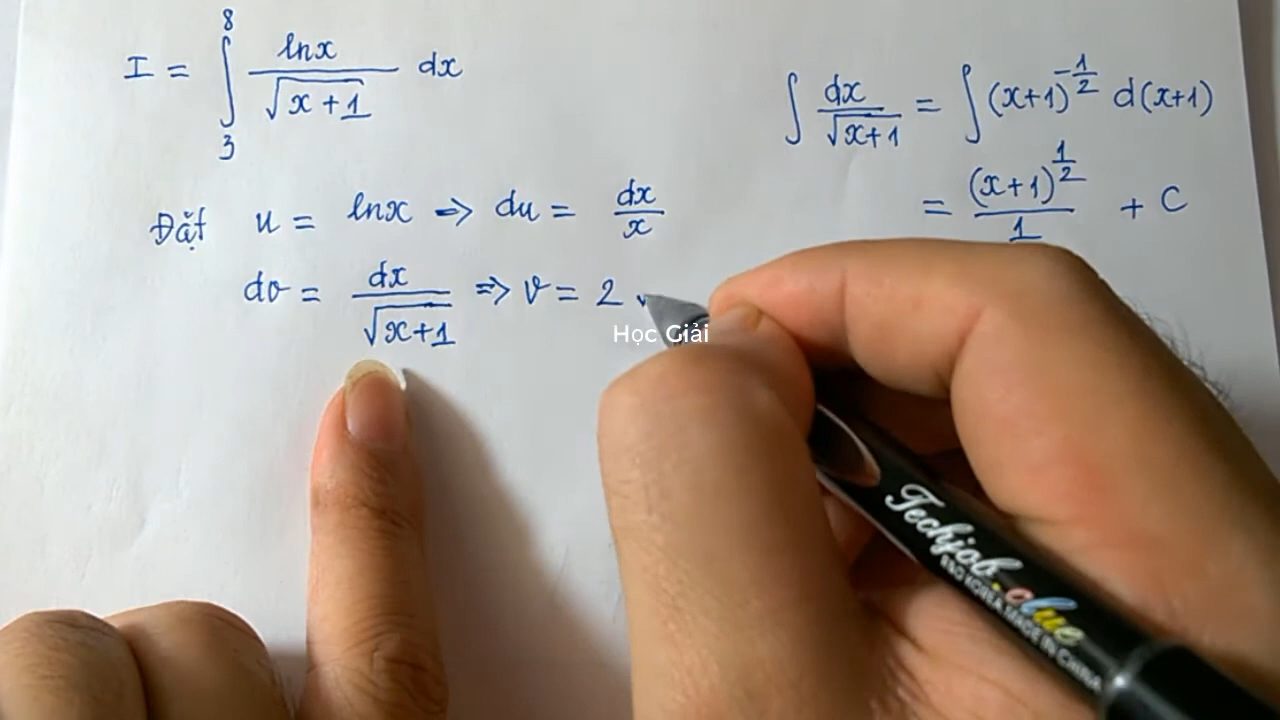 I = ∫₃⁸ lnx / √(x+1) dx
∫ dx / √(x+1) = ∫ (x+1)^(-1/2) d(x+1)
= (x+1)^(1/2) / 1 + C
Đặt u = lnx => du = dx / x
dv = dx / √(x+1) => v = 2
Học Giải
Techjob.blue